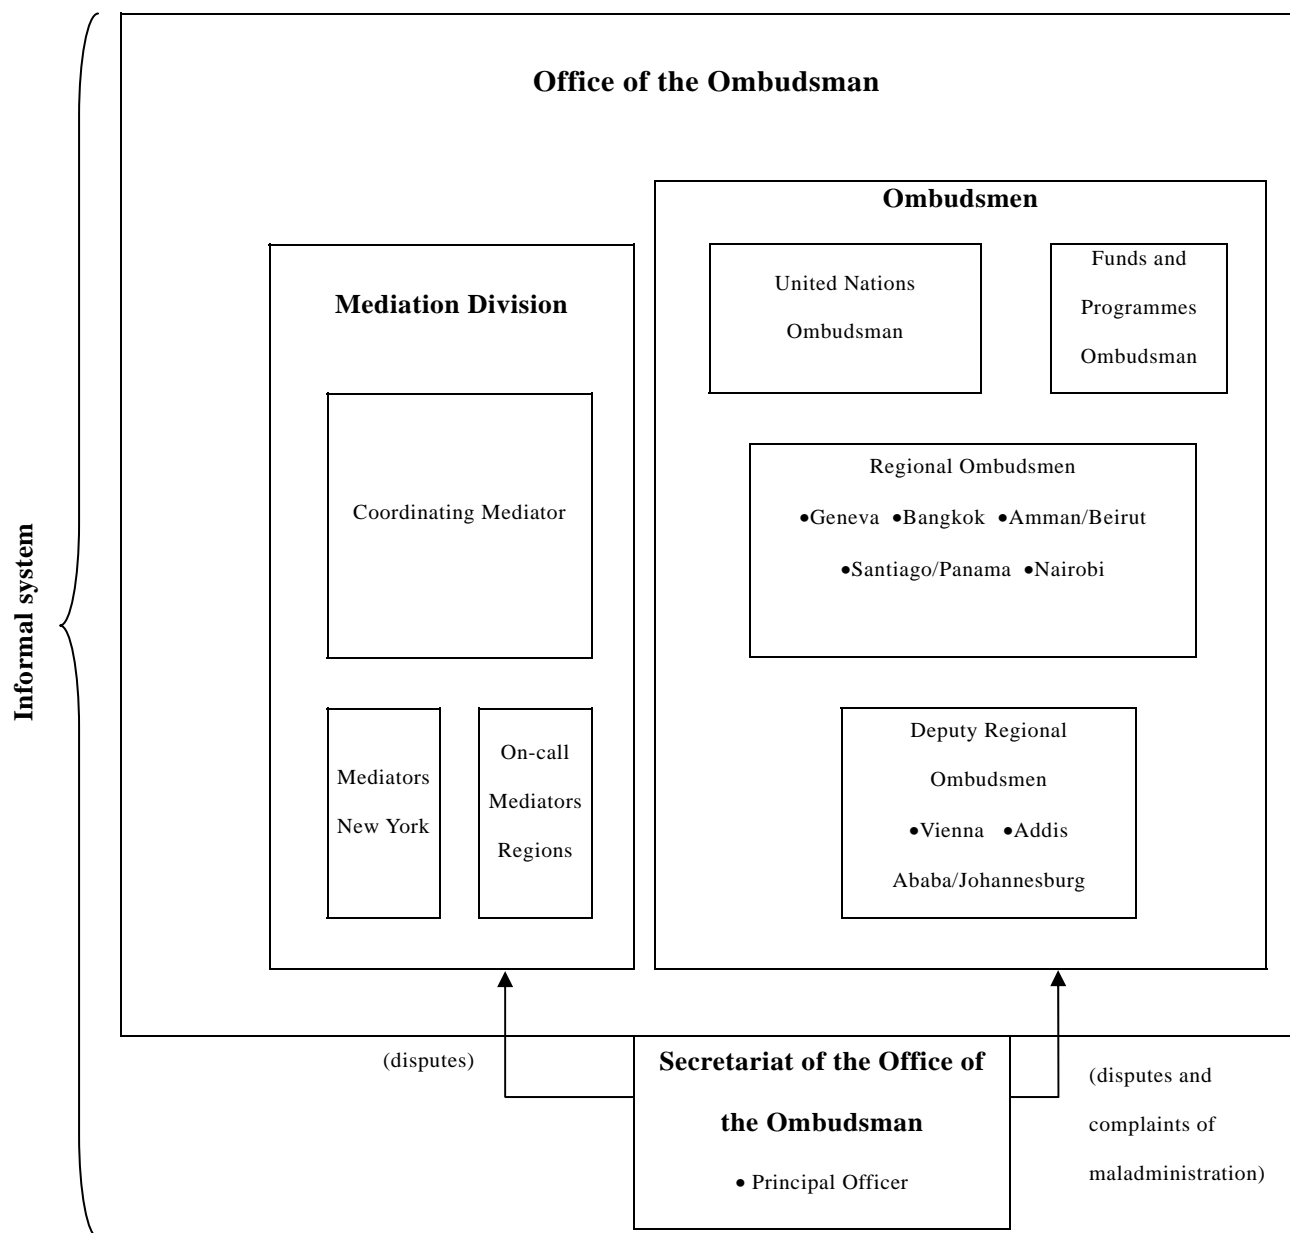 Office of the Ombudsman
Informal system
Mediation Division
Coordinating Mediator
Mediators
New York
On-call
Mediators
Regions
Ombudsmen
United Nations
Ombudsman
Funds and
Programmes
Ombudsman
Regional Ombudsmen
•Geneva •Bangkok •Amman/Beirut
•Santiago/Panama •Nairobi
Deputy Regional
Ombudsmen
•Vienna •Addis
Ababa/Johannesburg
(disputes)
Secretariat of the Office of
the Ombudsman
• Principal Officer
(disputes and
complaints of
maladministration)